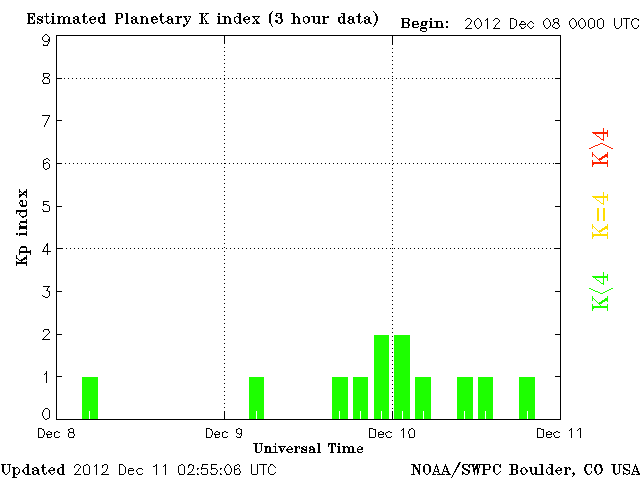 Estimated Planetary K index (3 hour data)
Begin: 2012 Dec 08 0000 UTC
9
8
7
6
5
4
3
2
1
0
Kp index
K>4
K=4
K<4
Dec 8
Dec 9
Dec 10
Dec 11
Universal Time
Updated 2012 Dec 11 02:55:06 UTC
NOAA/SWPC Boulder, CO USA